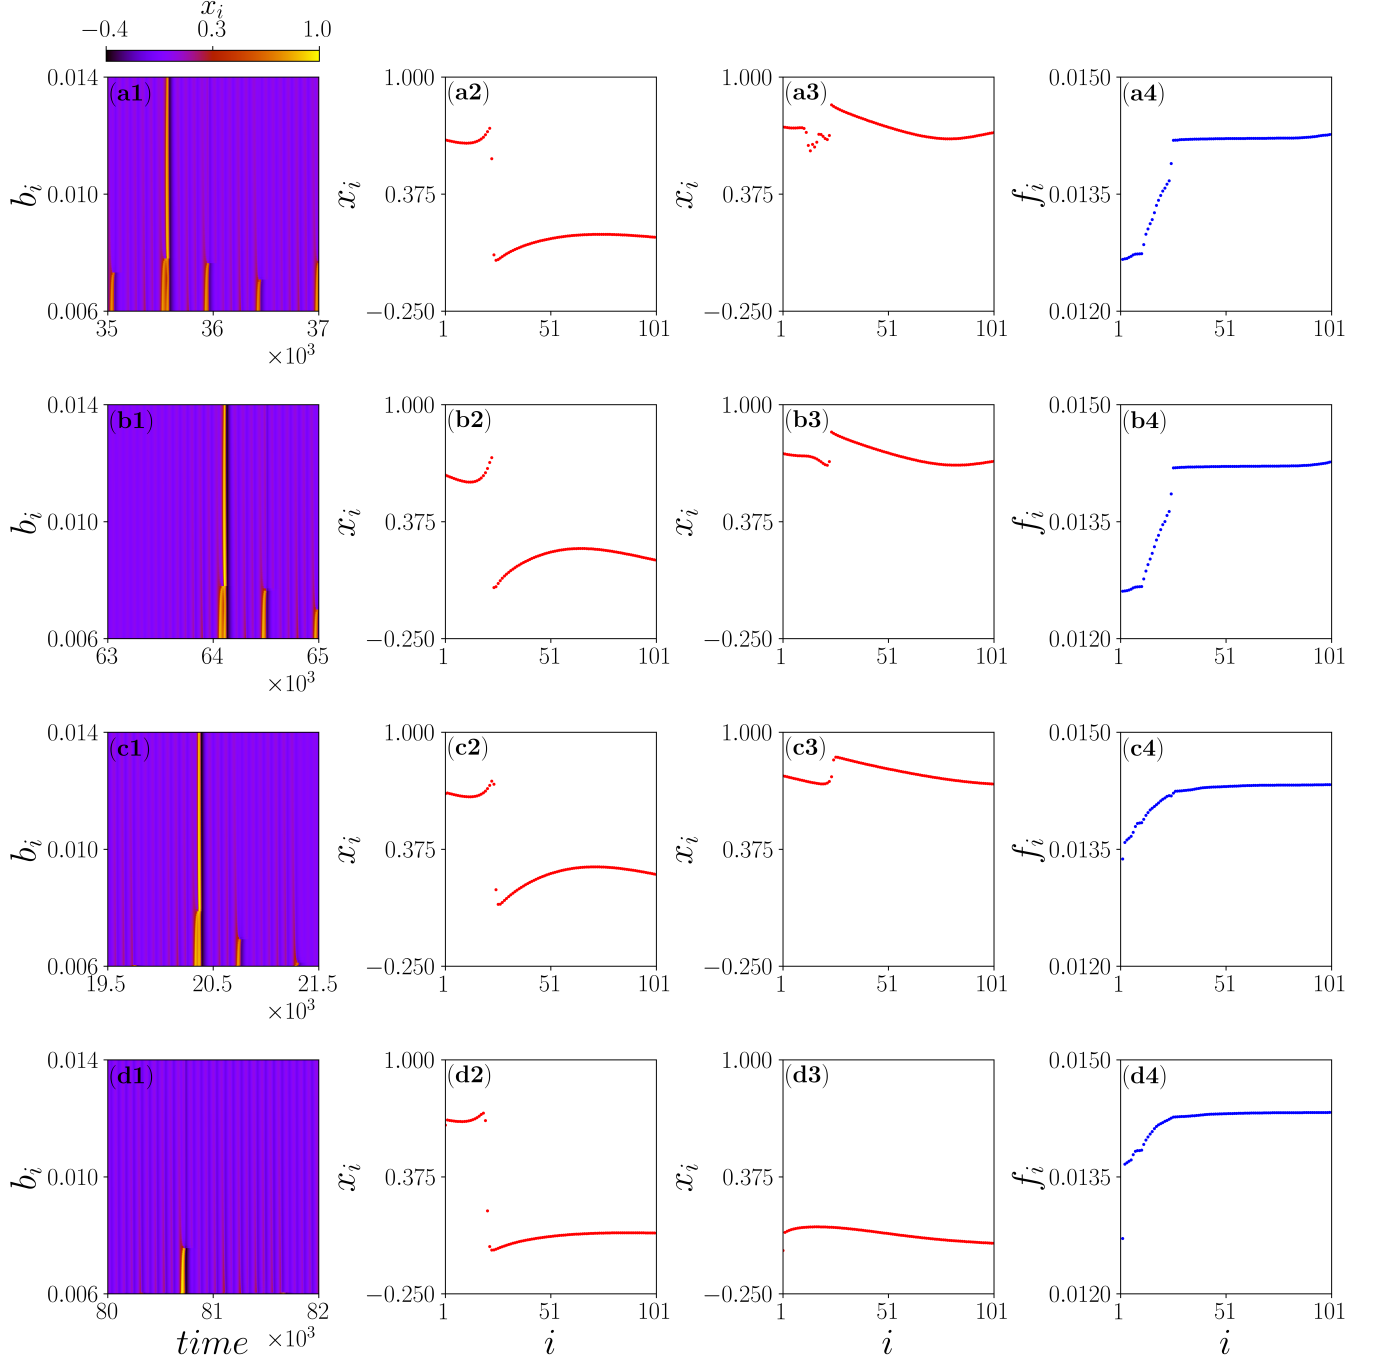 x_i
−0.4 0.3 1.0
(a1) (a2) (a3) (a4)
b_i 0.014 0.010 0.006
35 36 37
×10^3
x_i 1.000 0.375 −0.250
1 51 101
x_i 1.000 0.375 −0.250
1 51 101
f_i 0.0150 0.0135 0.0120
1 51 101
(b1) (b2) (b3) (b4)
b_i 0.014 0.010 0.006
63 64 65
×10^3
x_i 1.000 0.375 −0.250
1 51 101
x_i 1.000 0.375 −0.250
1 51 101
f_i 0.0150 0.0135 0.0120
1 51 101
(c1) (c2) (c3) (c4)
b_i 0.014 0.010 0.006
19.5 20.5 21.5
×10^3
x_i 1.000 0.375 −0.250
1 51 101
x_i 1.000 0.375 −0.250
1 51 101
f_i 0.0150 0.0135 0.0120
1 51 101
(d1) (d2) (d3) (d4)
b_i 0.014 0.010 0.006
80 81 82
time ×10^3
x_i 1.000 0.375 −0.250
1 51 101
i
x_i 1.000 0.375 −0.250
1 51 101
i
f_i 0.0150 0.0135 0.0120
1 51 101
i